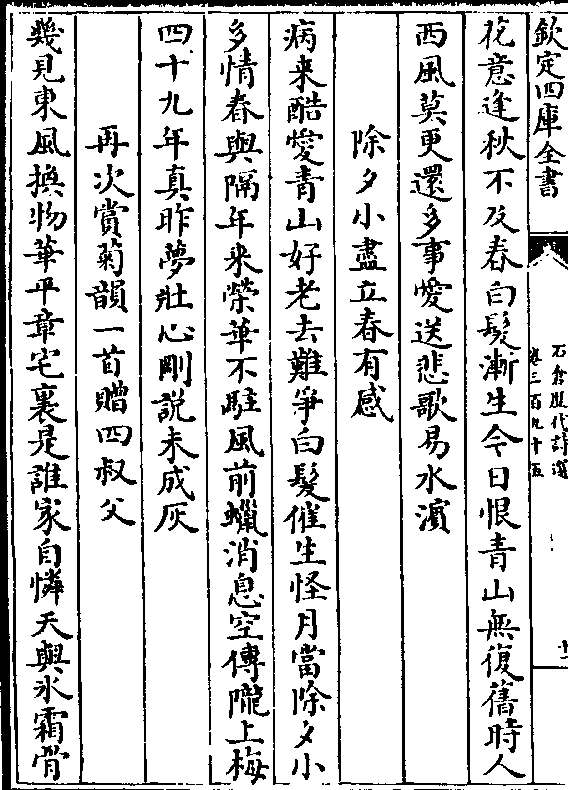 欽定四庫全書
石倉歷代詩選
卷三百九十五
花意逢秋不及春白髮漸生今日恨青山無復舊時人
西風莫更還多事愛送悲歌易水濱
除夕小盡立春有感
病来酷愛青山好老去難爭白髮催生怪月當除夕小
多情春與隔年来榮華不駐風前蠟消息空傳隴上梅
四十九年真昨夢壯心剛説未成灰
再次賞菊韻一首贈四叔父
幾見東風換物華平章宅裏是誰家自憐天與氷霜骨